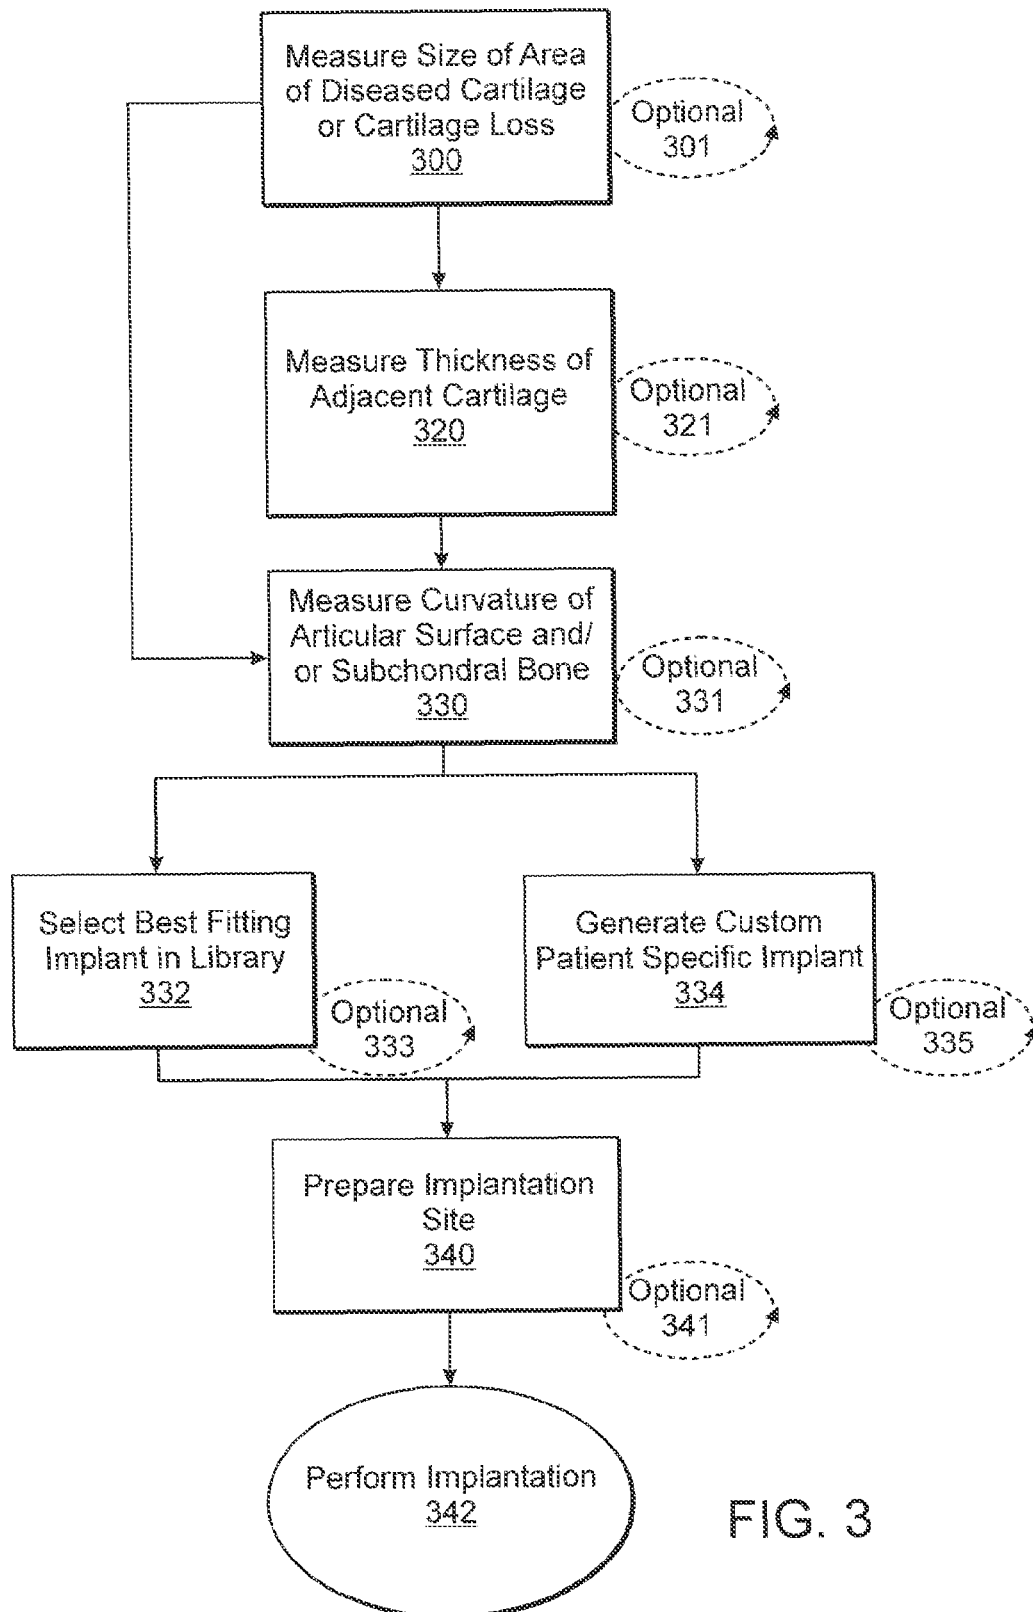 Measure Size of Area
of Diseased Cartilage
or Cartilage Loss
300
Optional
301
Measure Thickness of
Adjacent Cartilage
320
Optional
321
Measure Curvature of
Articular Surface and/
or Subchondral Bone
330
Optional
331
Select Best Fitting
Implant in Library
332
Optional
333
Generate Custom
Patient Specific Implant
334
Optional
335
Prepare Implantation
Site
340
Optional
341
Perform Implantation
342
FIG. 3